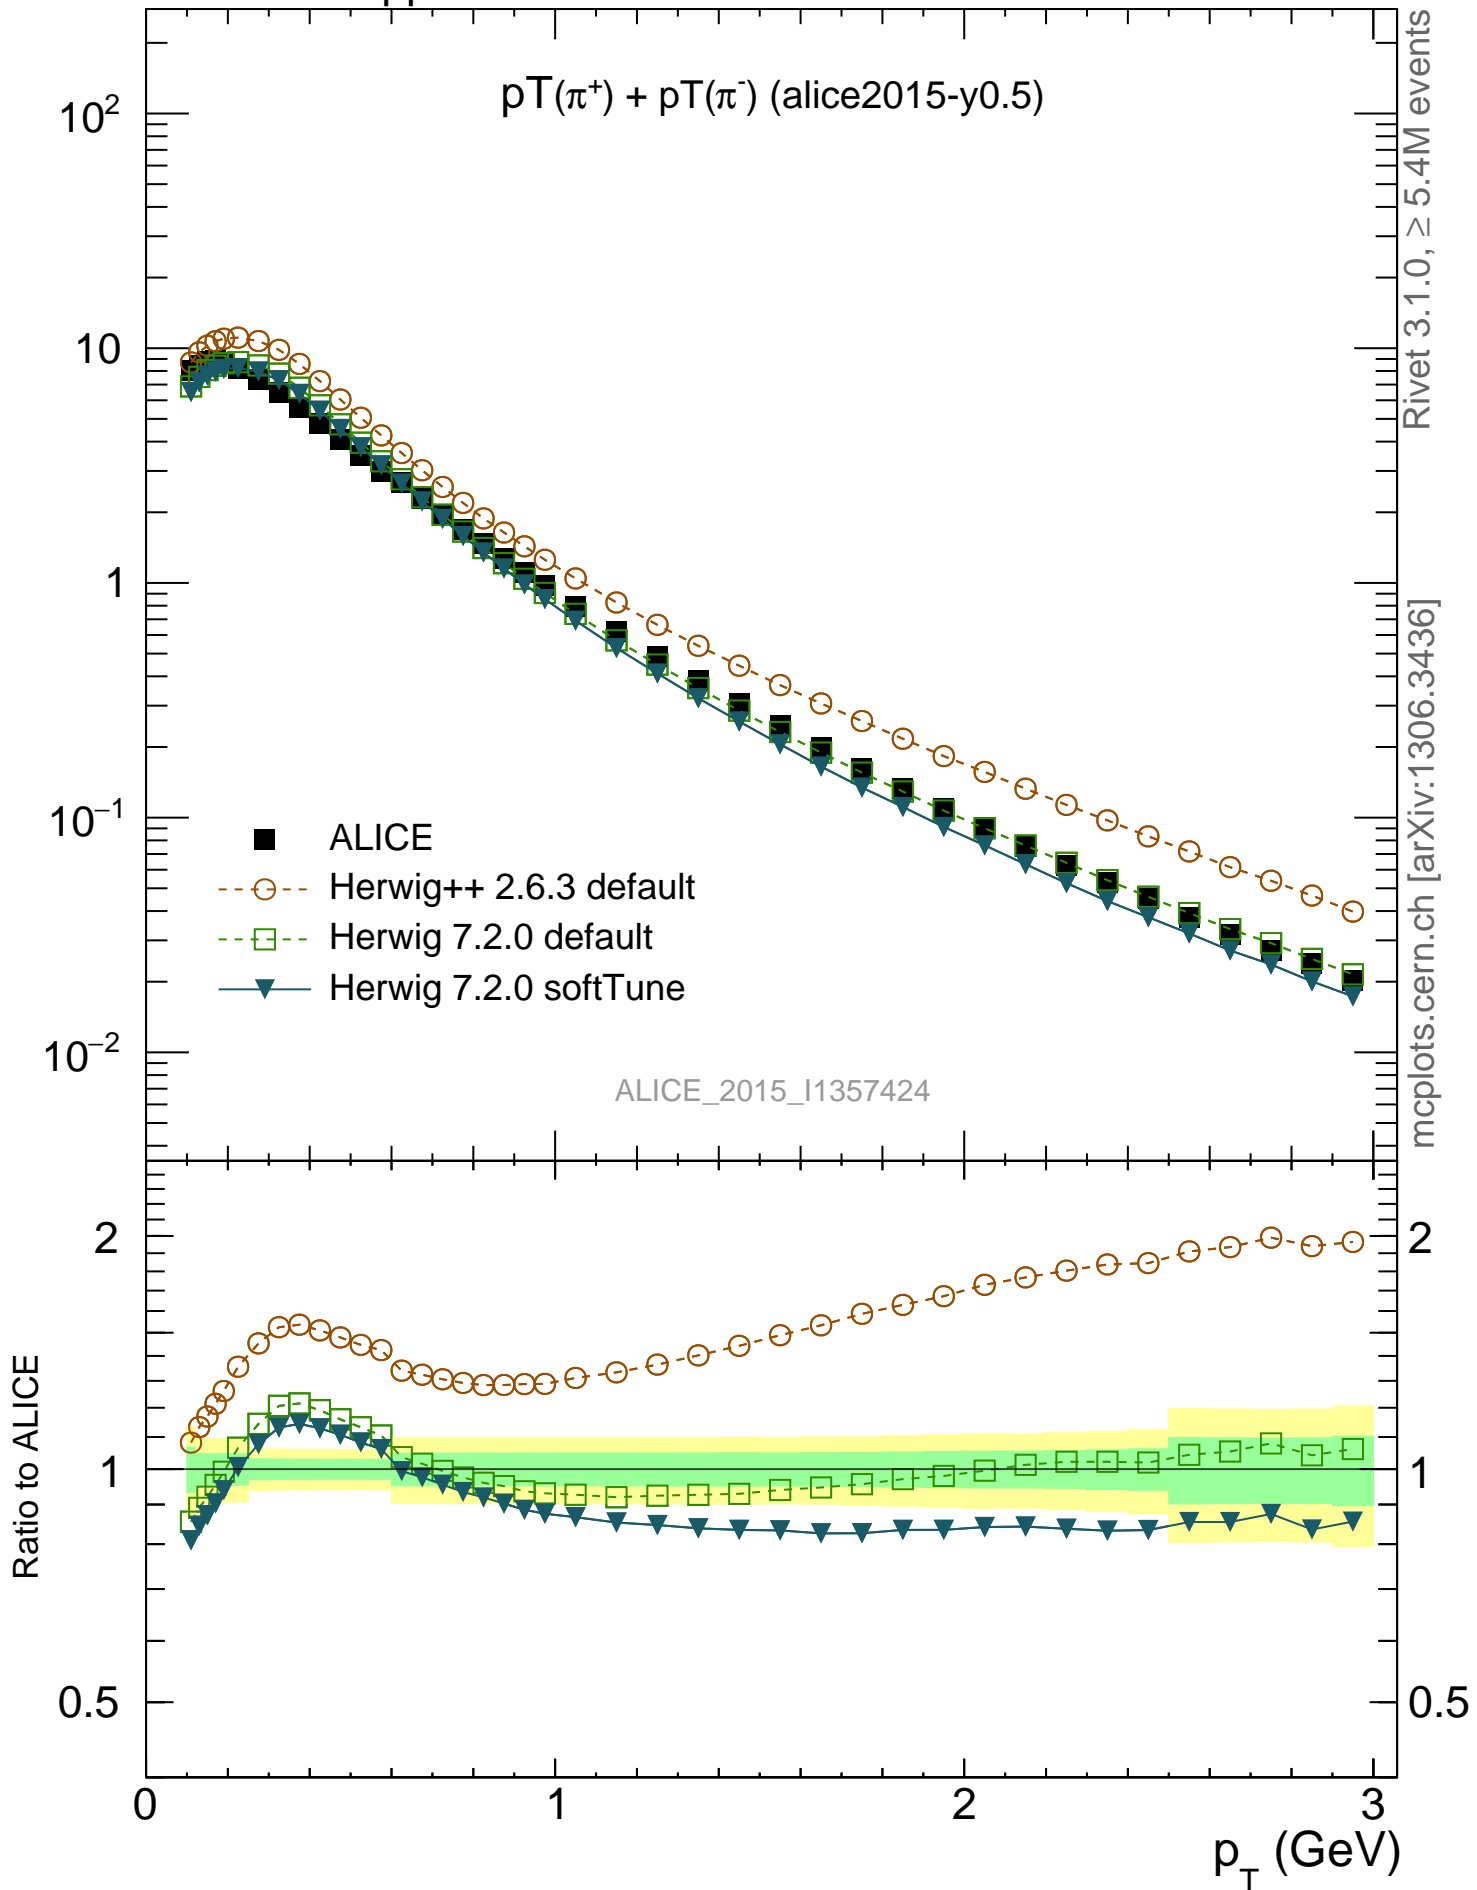 pT(π⁺) + pT(π⁻) (alice2015-y0.5)
10²
10
1
10⁻¹
10⁻²
ALICE
Herwig++ 2.6.3 default
Herwig 7.2.0 default
Herwig 7.2.0 softTune
ALICE_2015_I1357424
Rivet 3.1.0, ≥ 5.4M events
mcplots.cern.ch [arXiv:1306.3436]
Ratio to ALICE
2
1
0.5
2
1
0.5
0 1 2 3
p_T (GeV)